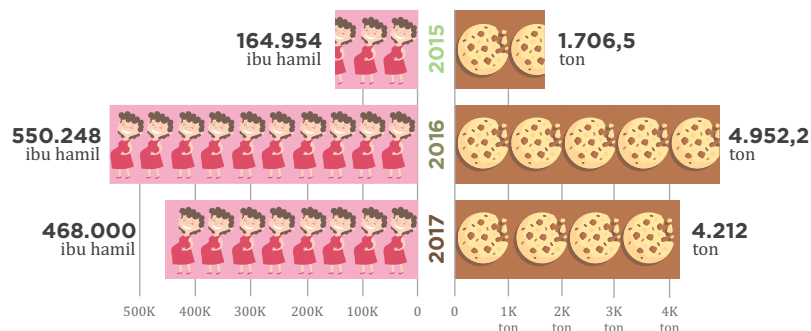 164.954
ibu hamil
2015
1.706,5
ton
550.248
ibu hamil
2016
4.952,2
ton
468.000
ibu hamil
2017
4.212
ton
500K 400K 300K 200K 100K 0
0 1K 2K 3K 4K
ton ton ton ton